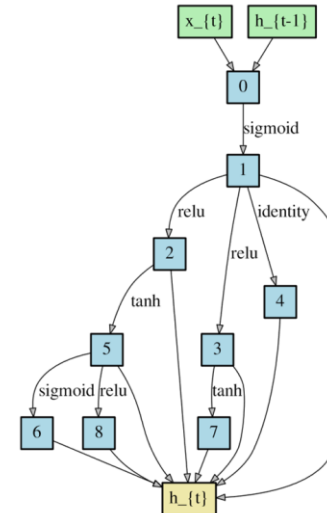 x_{t} h_{t-1}
0
sigmoid
1
relu identity
relu
2
4
tanh
5 3
sigmoid relu tanh
6 8 7
h_{t}